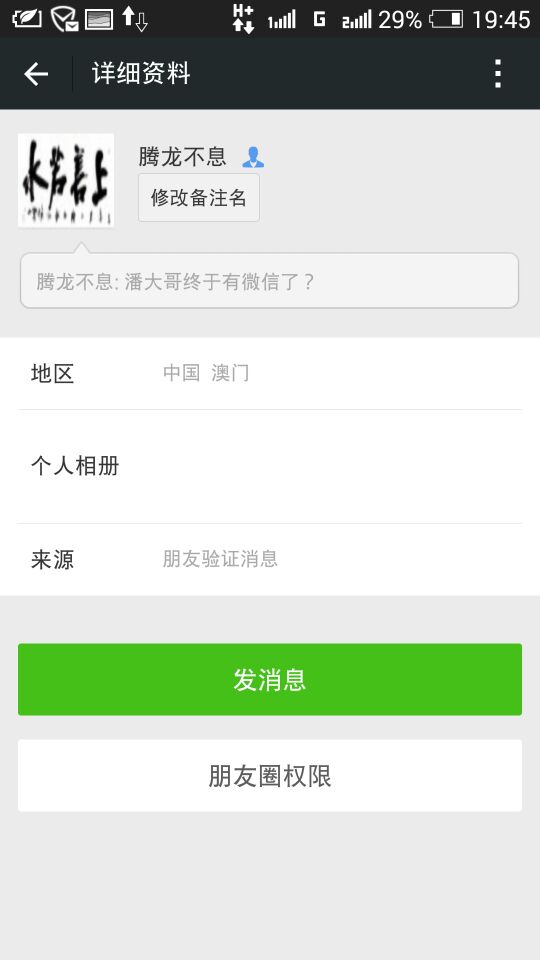 H+ 1 G 2 29% 19:45
详细资料
上善若水
腾龙不息
修改备注名
腾龙不息: 潘大哥终于有微信了？
地区 中国 澳门
个人相册
来源 朋友验证消息
发消息
朋友圈权限